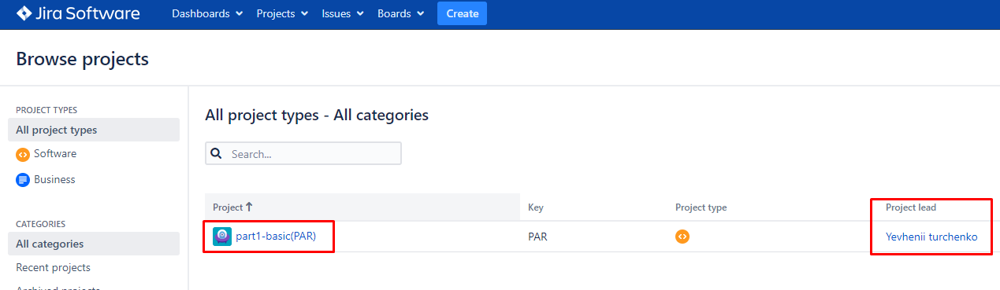 Jira Software Dashboards Projects Issues Boards Create
Browse projects
PROJECT TYPES
All project types
Software
Business
CATEGORIES
All categories
Recent projects
Archived projects
All project types - All categories
Search...
Project Key Project type Project lead
part1-basic(PAR) PAR Yevhenii turchenko